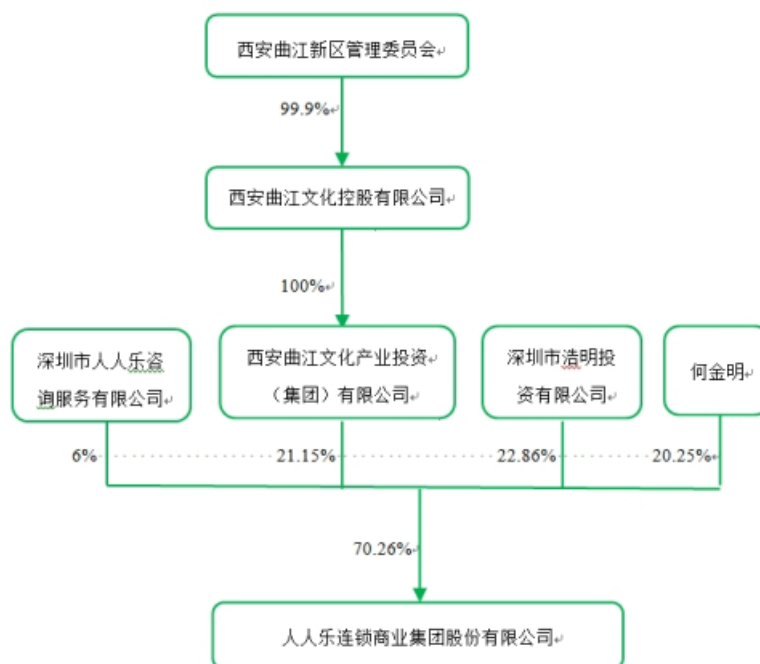 西安曲江新区管理委员会
99.9%
西安曲江文化控股有限公司
100%
深圳市人人乐咨
询服务有限公司
西安曲江文化产业投资
（集团）有限公司
深圳市浩明投
资有限公司
何金明
6%
21.15%
22.86%
20.25%
70.26%
人人乐连锁商业集团股份有限公司